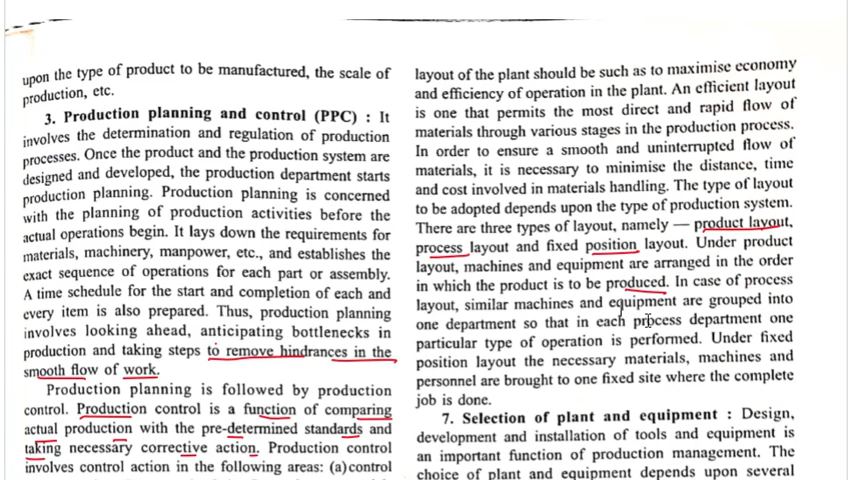 upon the type of product to be manufactured, the scale of
production, etc.
3. Production planning and control (PPC) : It
involves the determination and regulation of production
processes. Once the product and the production system are
designed and developed, the production department starts
production planning. Production planning is concerned
with the planning of production activities before the
actual operations begin. It lays down the requirements for
materials, machinery, manpower, etc., and establishes the
exact sequence of operations for each part or assembly.
A time schedule for the start and completion of each and
every item is also prepared. Thus, production planning
involves looking ahead, anticipating bottlenecks in
production and taking steps to remove hindrances in the
smooth flow of work.
Production planning is followed by production
control. Production control is a function of comparing
actual production with the pre-determined standards and
taking necessary corrective action. Production control
involves control action in the following areas: (a) control
layout of the plant should be such as to maximise economy
and efficiency of operation in the plant. An efficient layout
is one that permits the most direct and rapid flow of
materials through various stages in the production process.
In order to ensure a smooth and uninterrupted flow of
materials, it is necessary to minimise the distance, time
and cost involved in materials handling. The type of layout
to be adopted depends upon the type of production system.
There are three types of layout, namely — product layout,
process layout and fixed position layout. Under product
layout, machines and equipment are arranged in the order
in which the product is to be produced. In case of process
layout, similar machines and equipment are grouped into
one department so that in each process department one
particular type of operation is performed. Under fixed
position layout the necessary materials, machines and
personnel are brought to one fixed site where the complete
job is done.
7. Selection of plant and equipment : Design,
development and installation of tools and equipment is
an important function of production management. The
choice of plant and equipment depends upon several